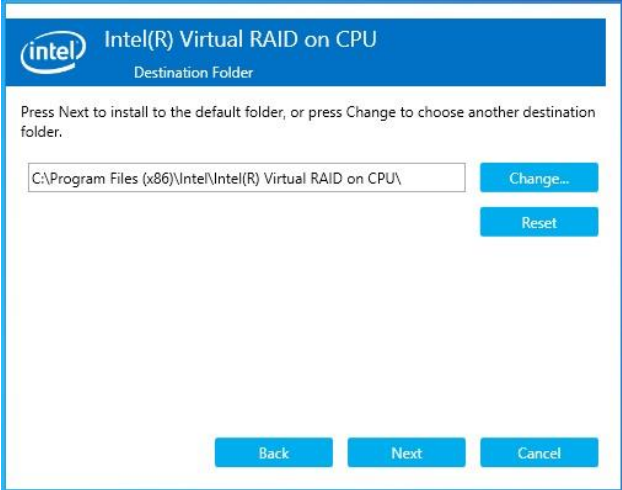 intel
Intel(R) Virtual RAID on CPU
Destination Folder
Press Next to install to the default folder, or press Change to choose another destination
folder.
C:\Program Files (x86)\Intel\Intel(R) Virtual RAID on CPU\
Change...
Reset
Back
Next
Cancel